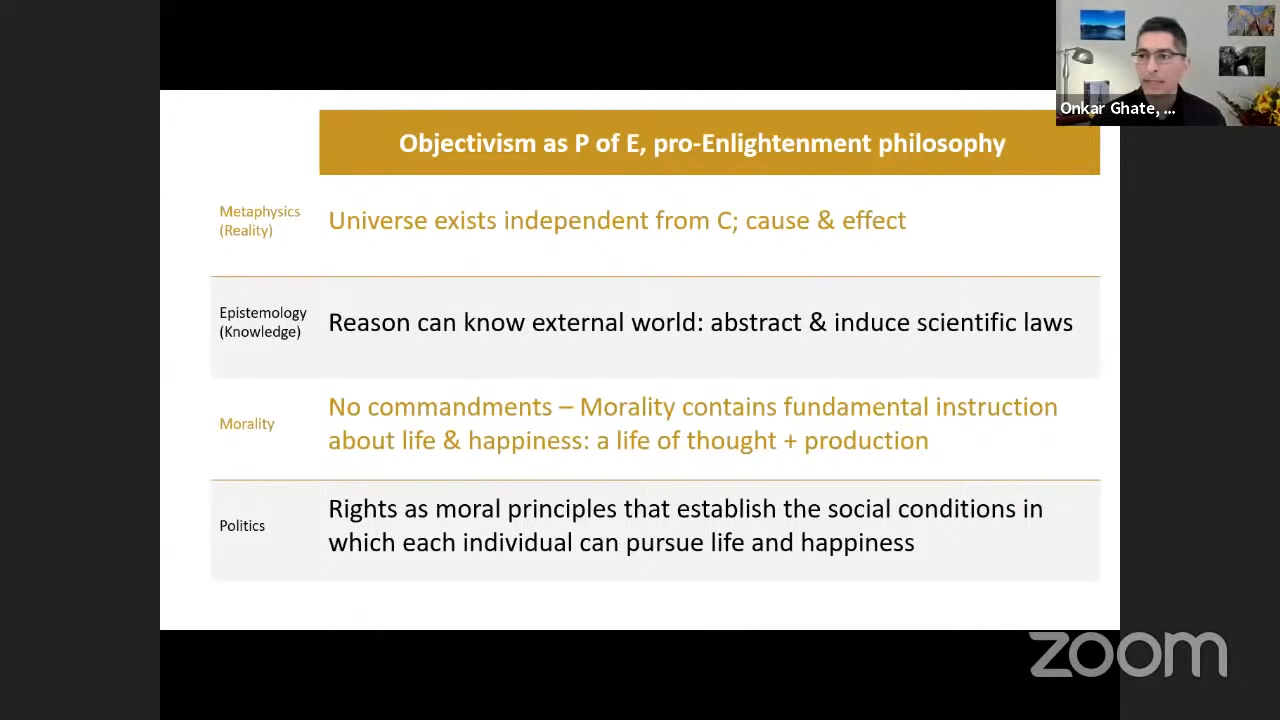 Onkar Ghate, ...
Objectivism as P of E, pro-Enlightenment philosophy
Metaphysics
(Reality)
Universe exists independent from C; cause & effect
Epistemology
(Knowledge)
Reason can know external world: abstract & induce scientific laws
Morality
No commandments – Morality contains fundamental instruction
about life & happiness: a life of thought + production
Politics
Rights as moral principles that establish the social conditions in
which each individual can pursue life and happiness
zoom